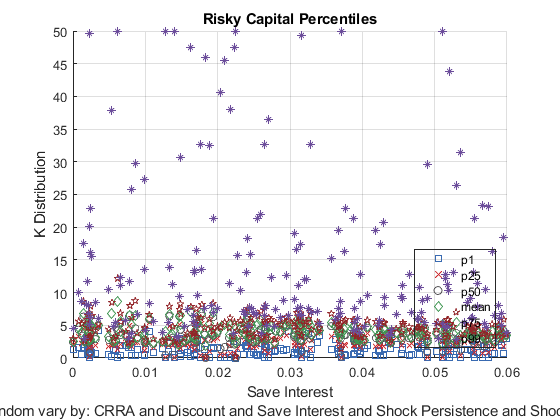 Risky Capital Percentiles
50
45
40
35
30
25
20
15
10
5
0
K Distribution
p1
p25
p50
mean
p75
p99
0 0.01 0.02 0.03 0.04 0.05 0.06
Save Interest
ndom vary by: CRRA and Discount and Save Interest and Shock Persistence and Shoc